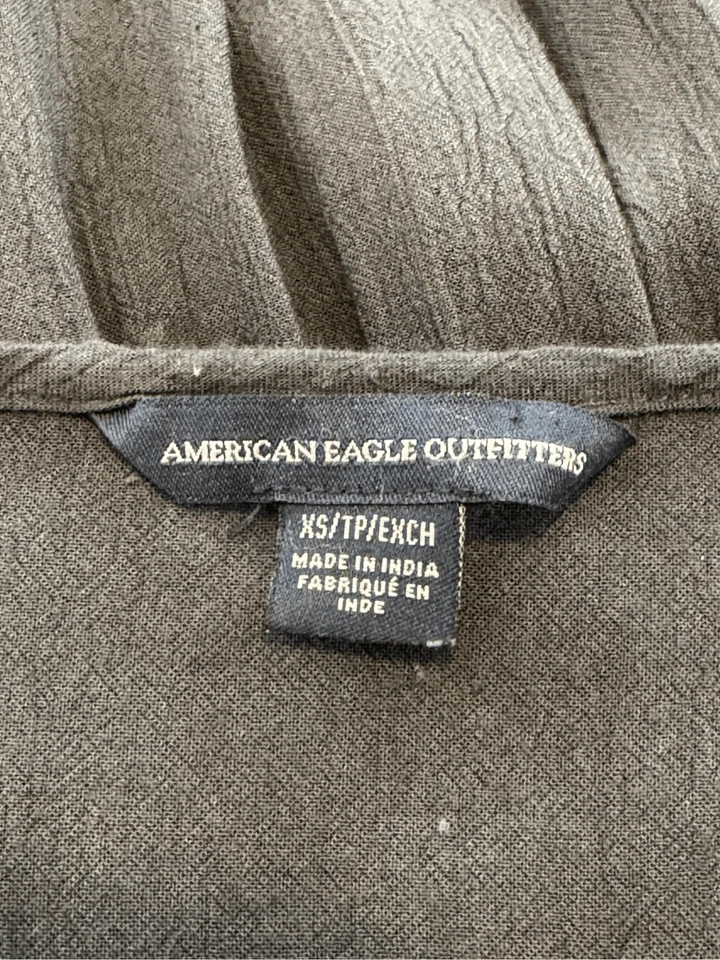 AMERICAN EAGLE OUTFITTERS
XS/TP/EXCH
MADE IN INDIA
FABRIQUÉ EN
INDE